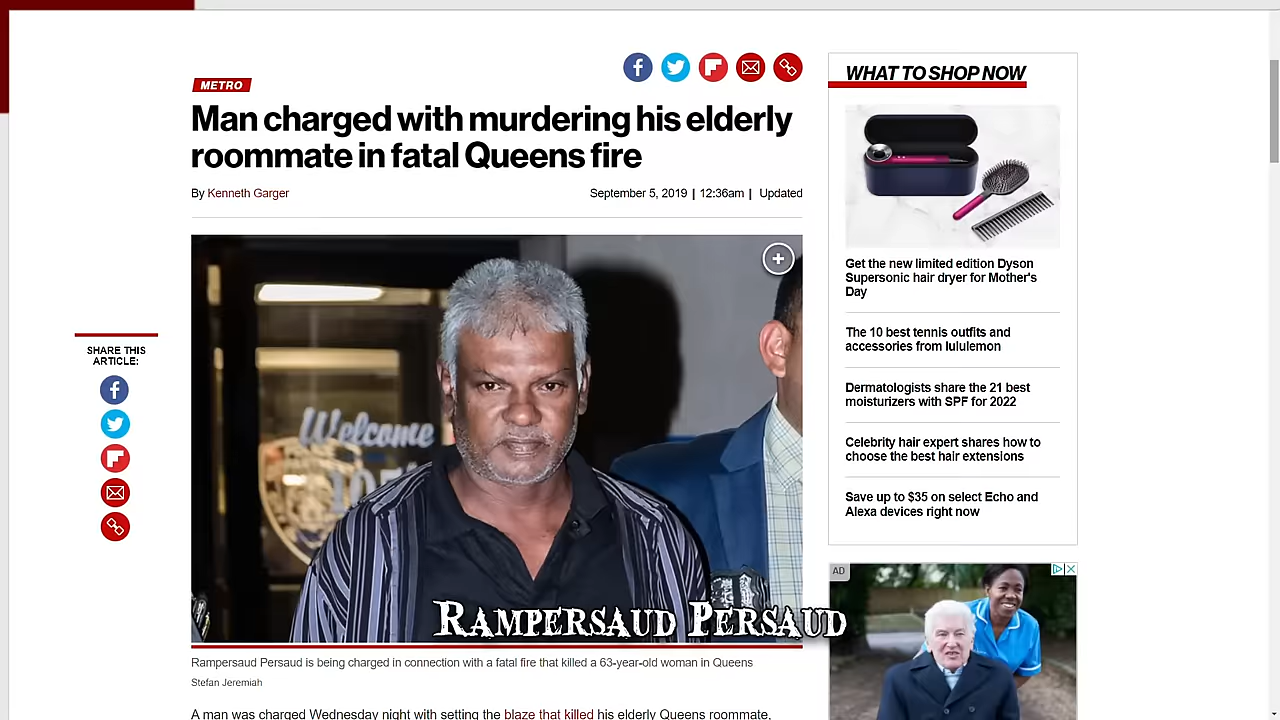 METRO
Man charged with murdering his elderly
roommate in fatal Queens fire
By Kenneth Garger
September 5, 2019 | 12:36am | Updated
SHARE THIS
ARTICLE:
Welcome
105
RAMPERSAUD PERSAUD
Rampersaud Persaud is being charged in connection with a fatal fire that killed a 63-year-old woman in Queens
Stefan Jeremiah
A man was charged Wednesday night with setting the blaze that killed his elderly Queens roommate,
WHAT TO SHOP NOW
Get the new limited edition Dyson
Supersonic hair dryer for Mother's
Day
The 10 best tennis outfits and
accessories from lululemon
Dermatologists share the 21 best
moisturizers with SPF for 2022
Celebrity hair expert shares how to
choose the best hair extensions
Save up to $35 on select Echo and
Alexa devices right now
AD